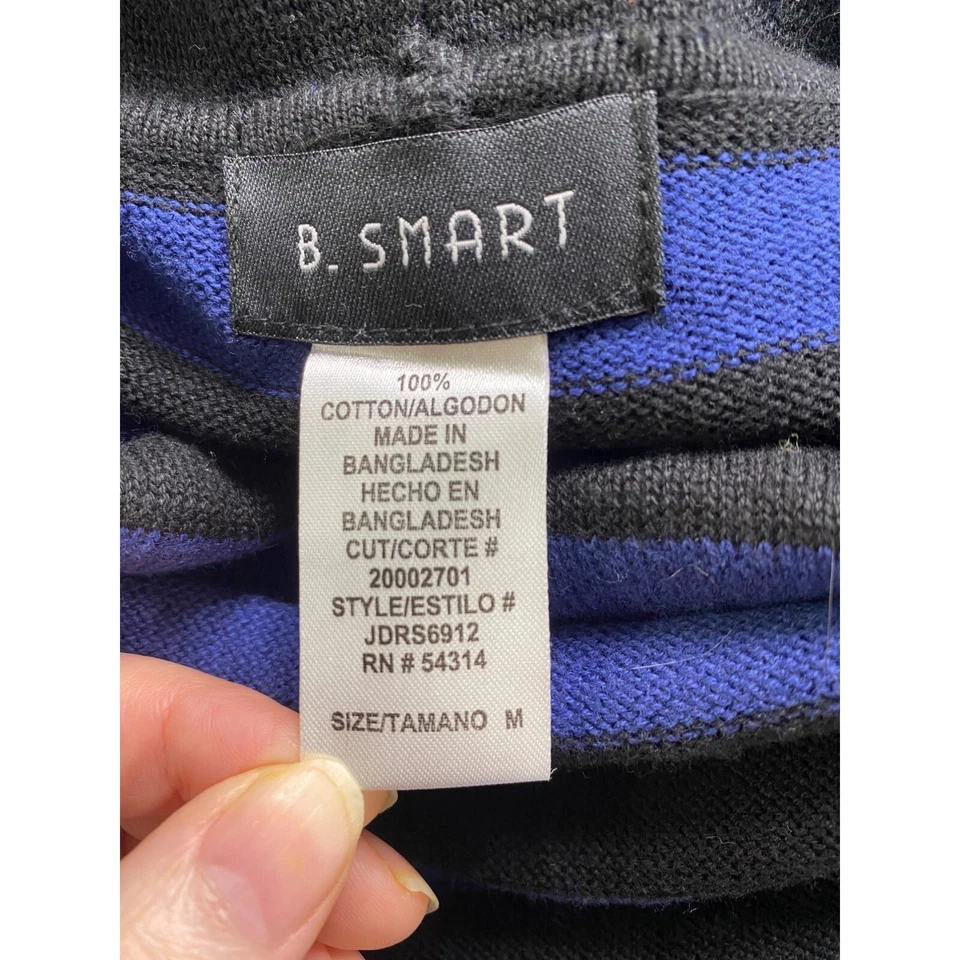 B. SMART
100%
COTTON/ALGODON
MADE IN
BANGLADESH
HECHO EN
BANGLADESH
CUT/CORTE #
20002701
STYLE/ESTILO #
JDRS6912
RN # 54314
SIZE/TAMANO M